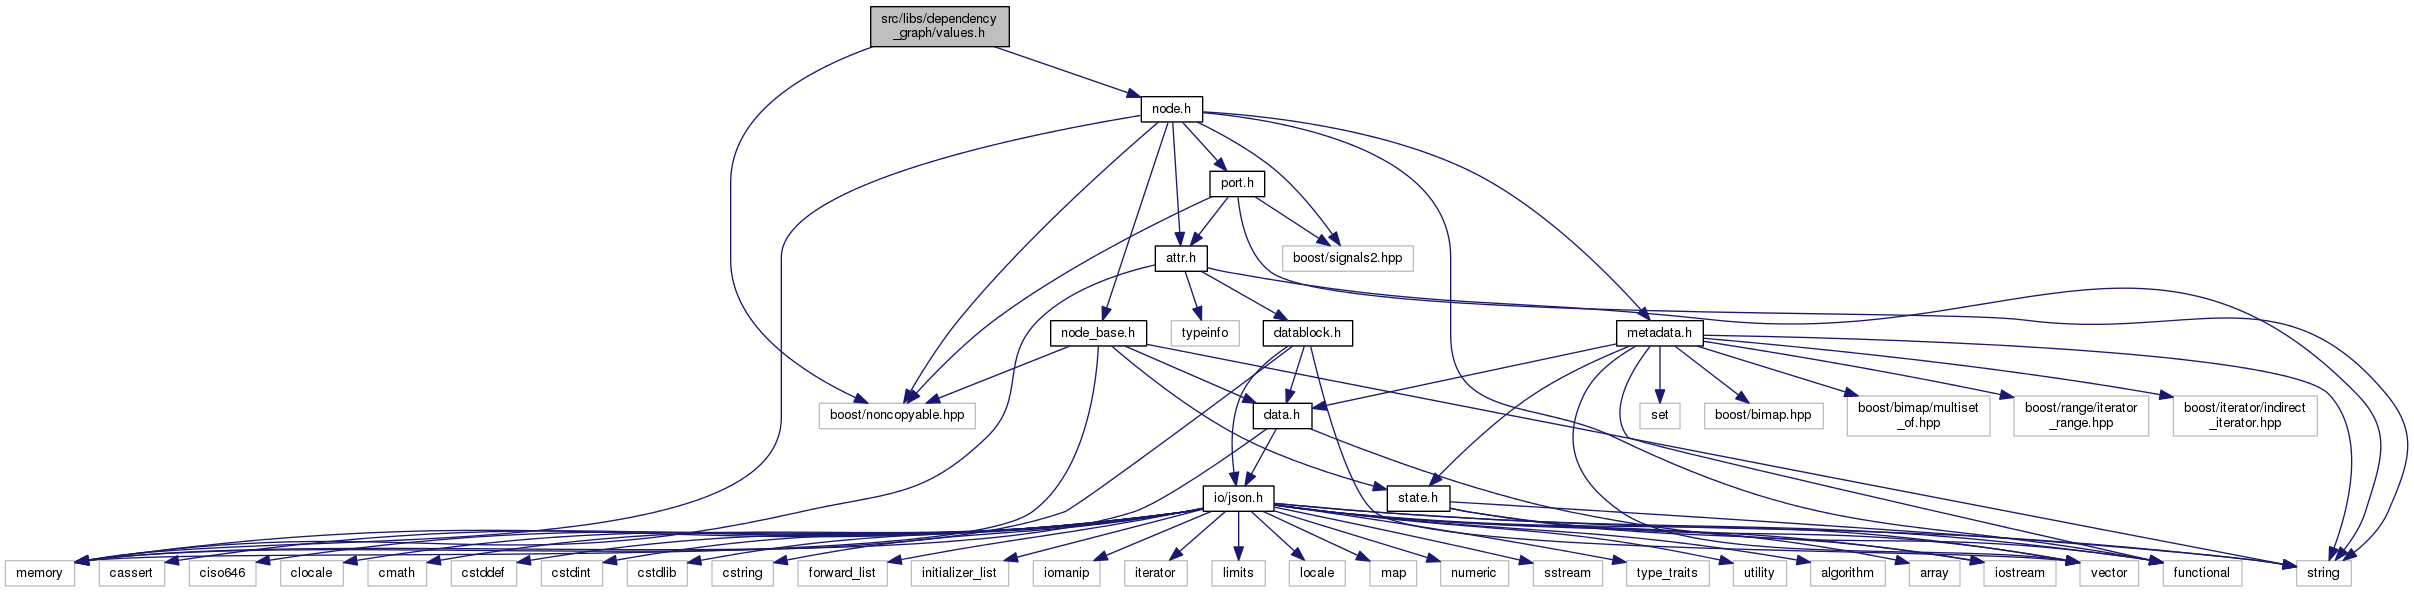 src/libs/dependency
_graph/values.h
node.h
port.h
attr.h
boost/signals2.hpp
node_base.h
typeinfo
datablock.h
metadata.h
boost/noncopyable.hpp
data.h
set
boost/bimap.hpp
boost/bimap/multiset
_of.hpp
boost/range/iterator
_range.hpp
boost/iterator/indirect
_iterator.hpp
io/json.h
state.h
memory
cassert
ciso646
clocale
cmath
cstddef
cstdint
cstdlib
cstring
forward_list
initializer_list
iomanip
iterator
limits
locale
map
numeric
sstream
type_traits
utility
algorithm
array
iostream
vector
functional
string